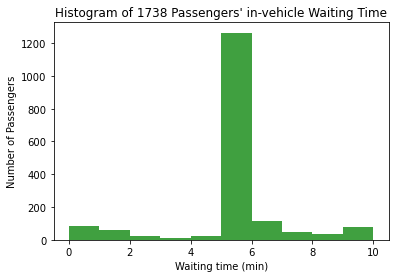 Histogram of 1738 Passengers' in-vehicle Waiting Time
1200
1000
800
600
400
200
0
Number of Passengers
0 2 4 6 8 10
Waiting time (min)